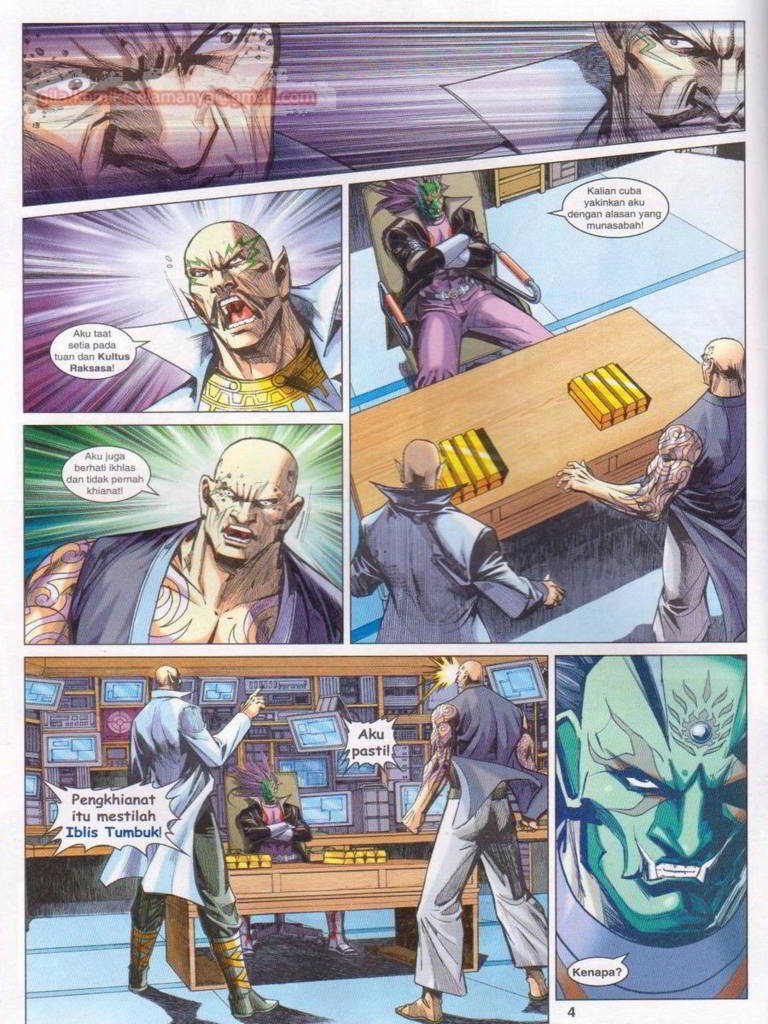 gilakomikselamanya@gmail.com
Kalian cuba
yakinkan aku
dengan alasan yang
munasabah!
Aku taat
setia pada
tuan dan Kultus
Raksasa!
Aku juga
berhati ikhlas
dan tidak pernah
khianat!
Aku
pasti!
Pengkhianat
itu mestilah
Iblis Tumbuk!
Kenapa?
4